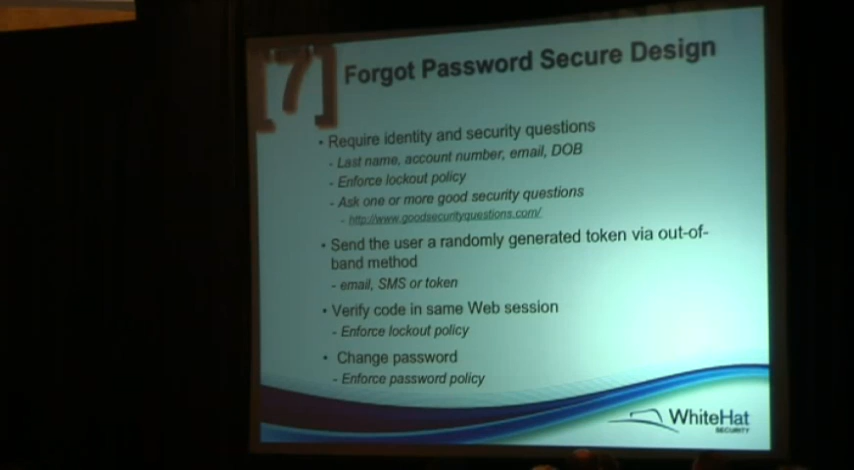 [7]
Forgot Password Secure Design
• Require identity and security questions
- Last name, account number, email, DOB
- Enforce lockout policy
- Ask one or more good security questions
- http://www.goodsecurityquestions.com/
• Send the user a randomly generated token via out-of-
band method
- email, SMS or token
• Verify code in same Web session
- Enforce lockout policy
• Change password
- Enforce password policy
WhiteHat
SECURITY